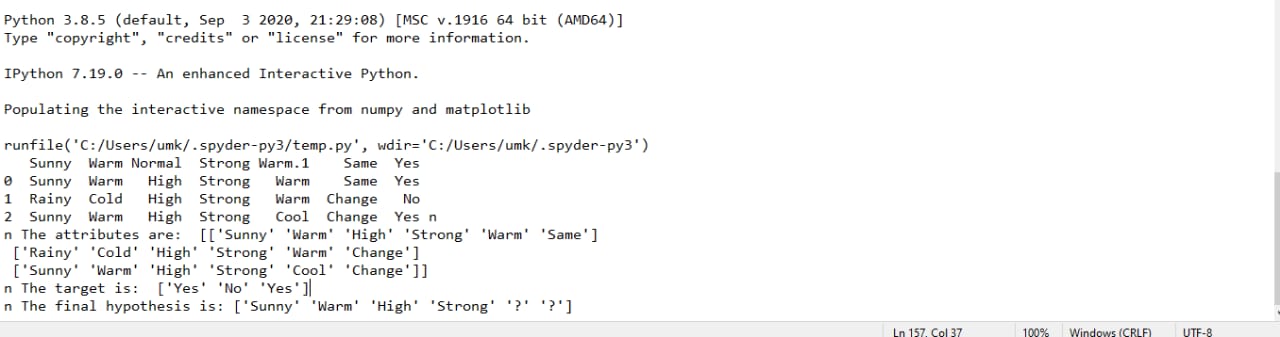 Python 3.8.5 (default, Sep  3 2020, 21:29:08) [MSC v.1916 64 bit (AMD64)]
Type "copyright", "credits" or "license" for more information.
IPython 7.19.0 -- An enhanced Interactive Python.
Populating the interactive namespace from numpy and matplotlib
runfile('C:/Users/umk/.spyder-py3/temp.py', wdir='C:/Users/umk/.spyder-py3')
   Sunny  Warm Normal  Strong Warm.1    Same  Yes
0  Sunny  Warm   High  Strong   Warm    Same  Yes
1  Rainy  Cold   High  Strong   Warm  Change   No
2  Sunny  Warm   High  Strong   Cool  Change  Yes n
n The attributes are:  [['Sunny' 'Warm' 'High' 'Strong' 'Warm' 'Same']
 ['Rainy' 'Cold' 'High' 'Strong' 'Warm' 'Change']
 ['Sunny' 'Warm' 'High' 'Strong' 'Cool' 'Change']]
n The target is:  ['Yes' 'No' 'Yes']
n The final hypothesis is: ['Sunny' 'Warm' 'High' 'Strong' '?' '?']
Ln 157, Col 37 100% Windows (CRLF) UTF-8